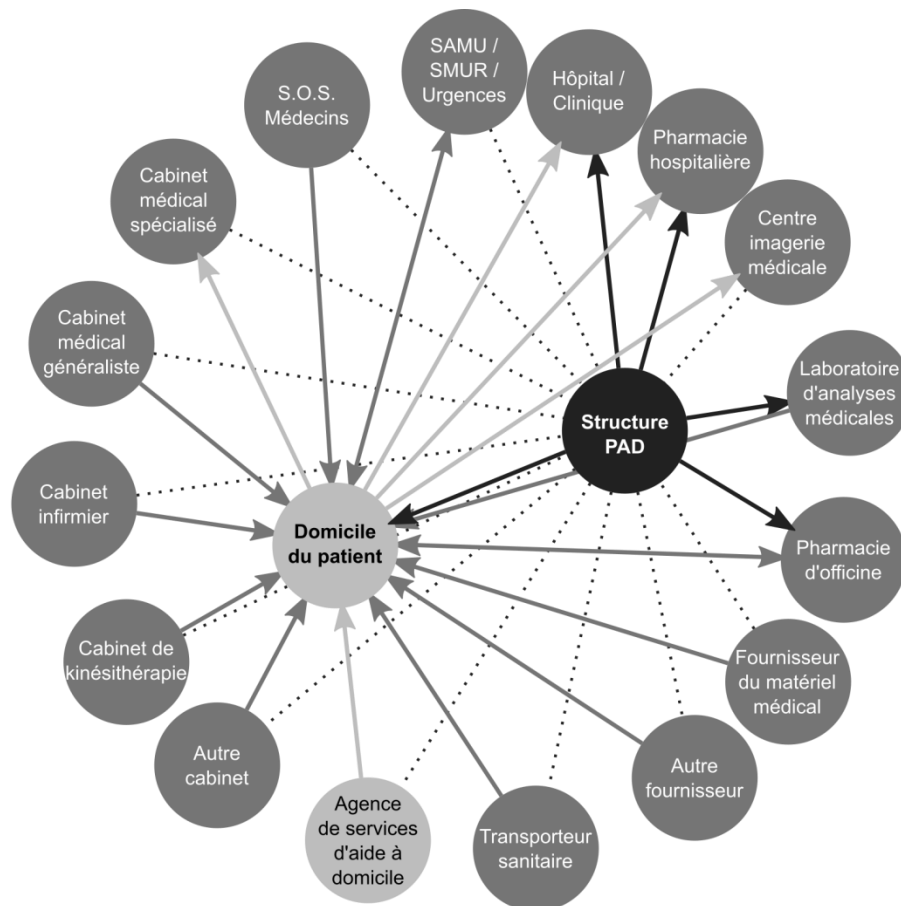 SAMU /
SMUR /
Urgences
Hôpital /
Clinique
S.O.S.
Médecins
Pharmacie
hospitalière
Cabinet
médical
spécialisé
Centre
imagerie
médicale
Cabinet
médical
généraliste
Laboratoire
d'analyses
médicales
Structure
PAD
Cabinet
infirmier
Domicile
du patient
Pharmacie
d'officine
Cabinet de
kinésithérapie
Fournisseur
du matériel
médical
Autre
cabinet
Autre
fournisseur
Agence
de services
d'aide à
domicile
Transporteur
sanitaire